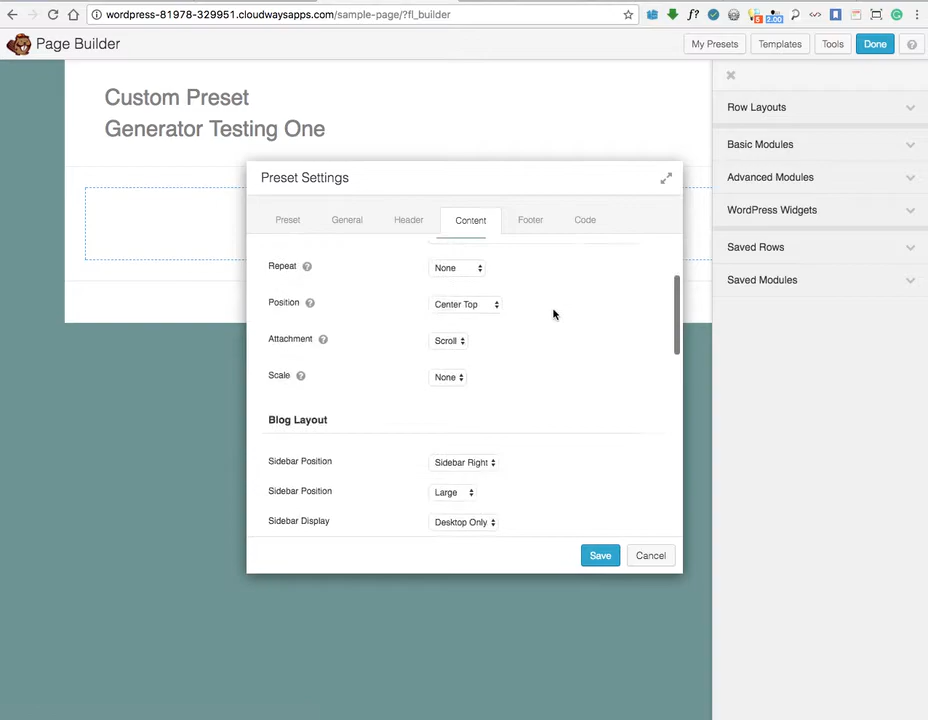 wordpress-81978-329951.cloudwaysapps.com/sample-page/?fl_builder
f?
5
2.00
Page Builder
My Presets
Templates
Tools
Done
?
Custom Preset
Generator Testing One
Row Layouts
Basic Modules
Advanced Modules
WordPress Widgets
Saved Rows
Saved Modules
Preset Settings
Preset General Header Content Footer Code
Repeat ? None
Position ? Center Top
Attachment ? Scroll
Scale ? None
Blog Layout
Sidebar Position Sidebar Right
Sidebar Position Large
Sidebar Display Desktop Only
Save Cancel